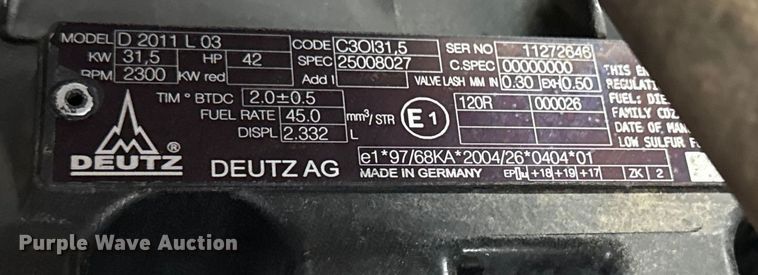 MODEL D 2011 L 03 CODE C3OI31,5 SER NO 11272646
KW 31,5 HP 42 SPEC 25008027 C.SPEC 00000000
RPM 2300 KW red Add I VALVE LASH MM IN 0.30 EXH 0.50
TIM ° BTDC 2.0±0.5
FUEL RATE 45.0 mm³/STR
DISPL 2.332 L
E1
120R 000026
e1*97/68KA*2004/26*0404*01
DEUTZ ®
DEUTZ AG MADE IN GERMANY
EP IN +18 +19 +17 ZK 2
THIS EN
REGULATION
FUEL: DIE
FAMILY CDZ
DATE OF MAN
LOW SULFUR F
Purple Wave Auction